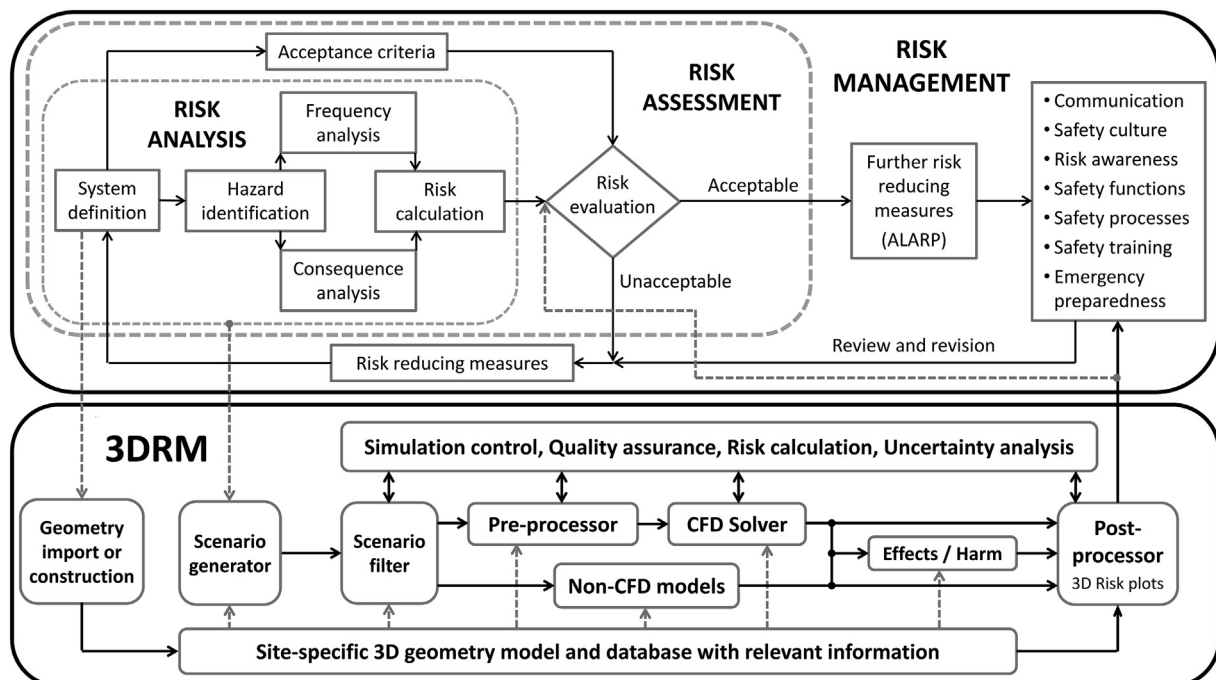 Acceptance criteria
RISK
MANAGEMENT
RISK
ASSESSMENT
RISK
ANALYSIS
Frequency
analysis
System
definition
Hazard
identification
Risk
calculation
Consequence
analysis
Risk
evaluation
Acceptable
Unacceptable
Further risk
reducing
measures
(ALARP)
• Communication
• Safety culture
• Risk awareness
• Safety functions
• Safety processes
• Safety training
• Emergency
preparedness
Risk reducing measures
Review and revision
3DRM
Simulation control, Quality assurance, Risk calculation, Uncertainty analysis
Geometry
import or
construction
Scenario
generator
Scenario
filter
Pre-processor
CFD Solver
Non-CFD models
Effects / Harm
Post-
processor
3D Risk plots
Site-specific 3D geometry model and database with relevant information